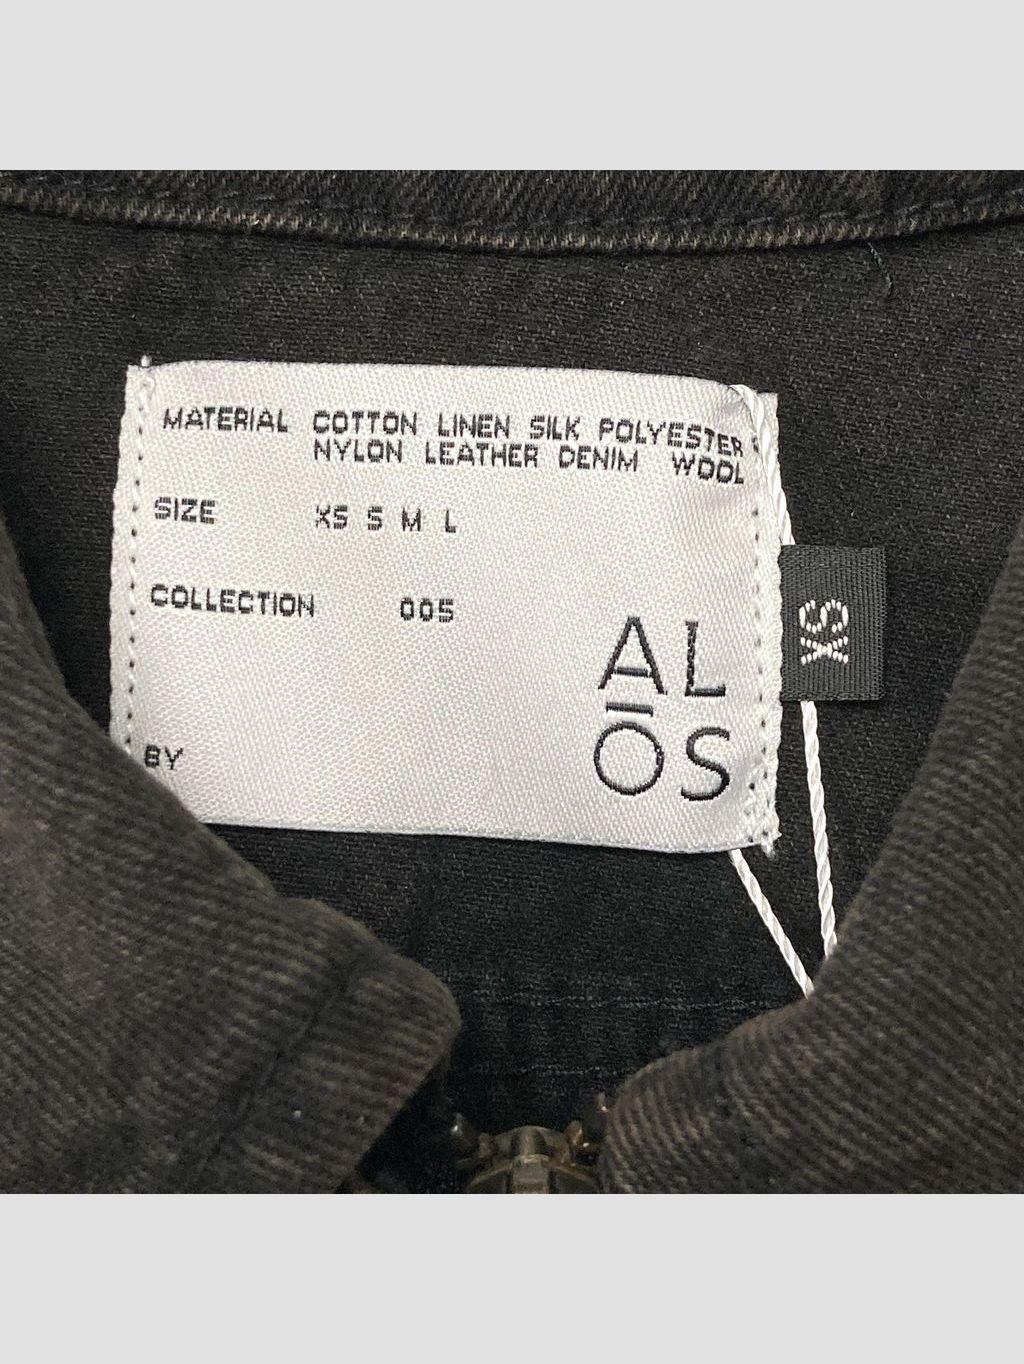 MATERIAL COTTON LINEN SILK POLYESTER
NYLON LEATHER DENIM WOOL
SIZE XS S M L
COLLECTION 005
AL
ŌS
BY
XS